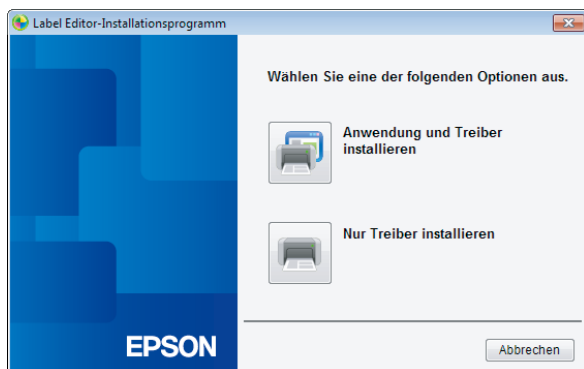 Label Editor-Installationsprogramm
Wählen Sie eine der folgenden Optionen aus.
Anwendung und Treiber
installieren
Nur Treiber installieren
EPSON
Abbrechen